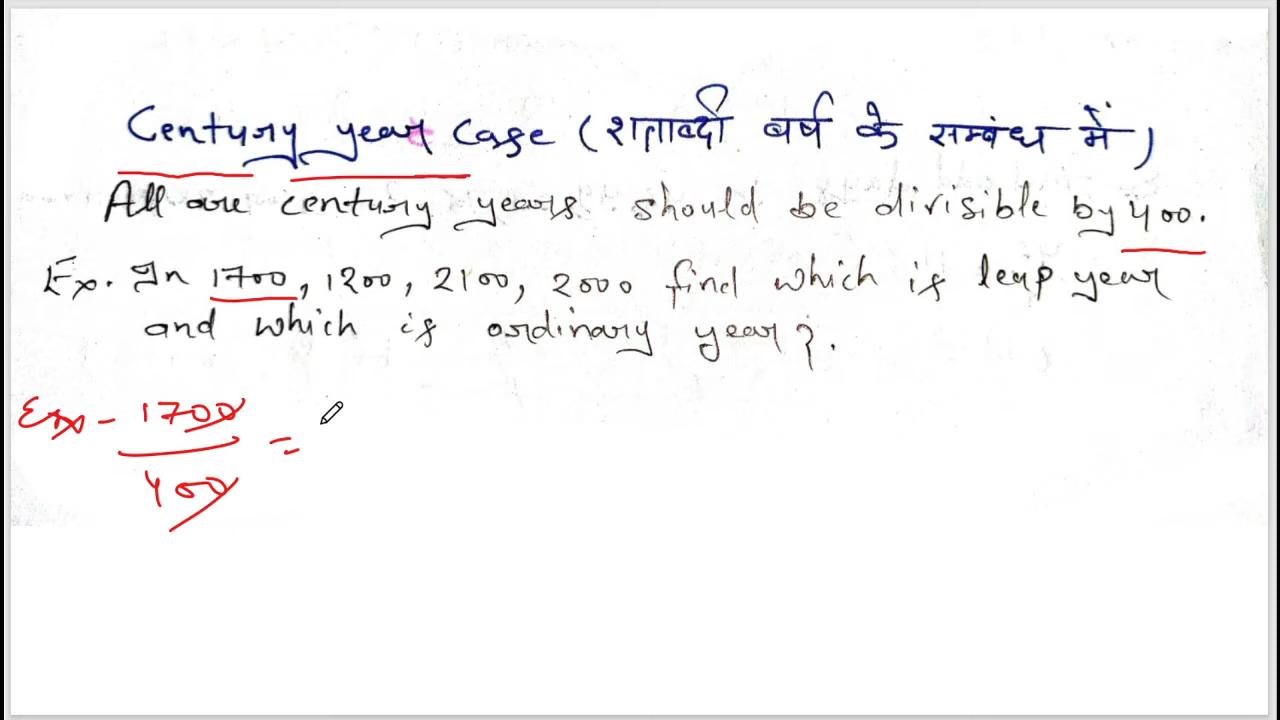 Century year Case (शताब्दी वर्ष के सम्बंध में)
All are century years should be divisible by 400.
Ex. In 1700, 1200, 2100, 2000 find which is leap year
and which is ordinary year?.
Ex - 1700
=
400